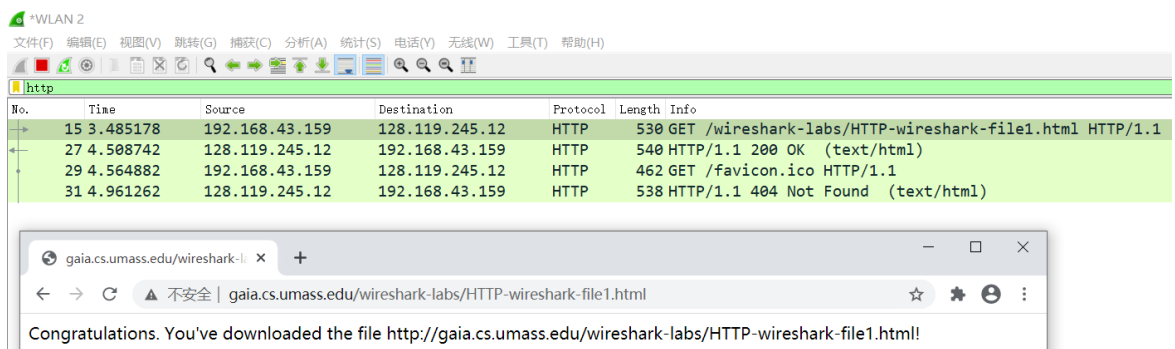 *WLAN 2
文件(F) 编辑(E) 视图(V) 跳转(G) 捕获(C) 分析(A) 统计(S) 电话(Y) 无线(W) 工具(T) 帮助(H)
http
No. Time Source Destination Protocol Length Info
15 3.485178 192.168.43.159 128.119.245.12 HTTP 530 GET /wireshark-labs/HTTP-wireshark-file1.html HTTP/1.1
27 4.508742 128.119.245.12 192.168.43.159 HTTP 540 HTTP/1.1 200 OK (text/html)
29 4.564882 192.168.43.159 128.119.245.12 HTTP 462 GET /favicon.ico HTTP/1.1
31 4.961262 128.119.245.12 192.168.43.159 HTTP 538 HTTP/1.1 404 Not Found (text/html)
gaia.cs.umass.edu/wireshark-la
不安全 | gaia.cs.umass.edu/wireshark-labs/HTTP-wireshark-file1.html
Congratulations. You've downloaded the file http://gaia.cs.umass.edu/wireshark-labs/HTTP-wireshark-file1.html!